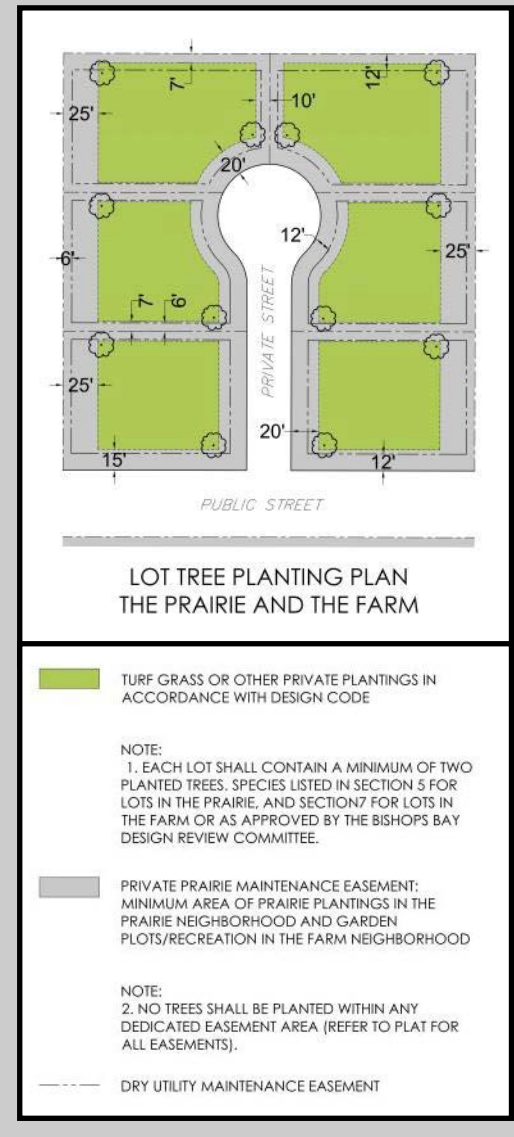 7'
12'
10'
25'
20'
12'
25'
6'
7'
6'
PRIVATE STREET
25'
20'
15'
12'
PUBLIC STREET
LOT TREE PLANTING PLAN
THE PRAIRIE AND THE FARM
TURF GRASS OR OTHER PRIVATE PLANTINGS IN
ACCORDANCE WITH DESIGN CODE
NOTE:
1. EACH LOT SHALL CONTAIN A MINIMUM OF TWO
PLANTED TREES. SPECIES LISTED IN SECTION 5 FOR
LOTS IN THE PRAIRIE, AND SECTION7 FOR LOTS IN
THE FARM OR AS APPROVED BY THE BISHOPS BAY
DESIGN REVIEW COMMITTEE.
PRIVATE PRAIRIE MAINTENANCE EASEMENT:
MINIMUM AREA OF PRAIRIE PLANTINGS IN THE
PRAIRIE NEIGHBORHOOD AND GARDEN
PLOTS/RECREATION IN THE FARM NEIGHBORHOOD
NOTE:
2. NO TREES SHALL BE PLANTED WITHIN ANY
DEDICATED EASEMENT AREA (REFER TO PLAT FOR
ALL EASEMENTS).
DRY UTILITY MAINTENANCE EASEMENT